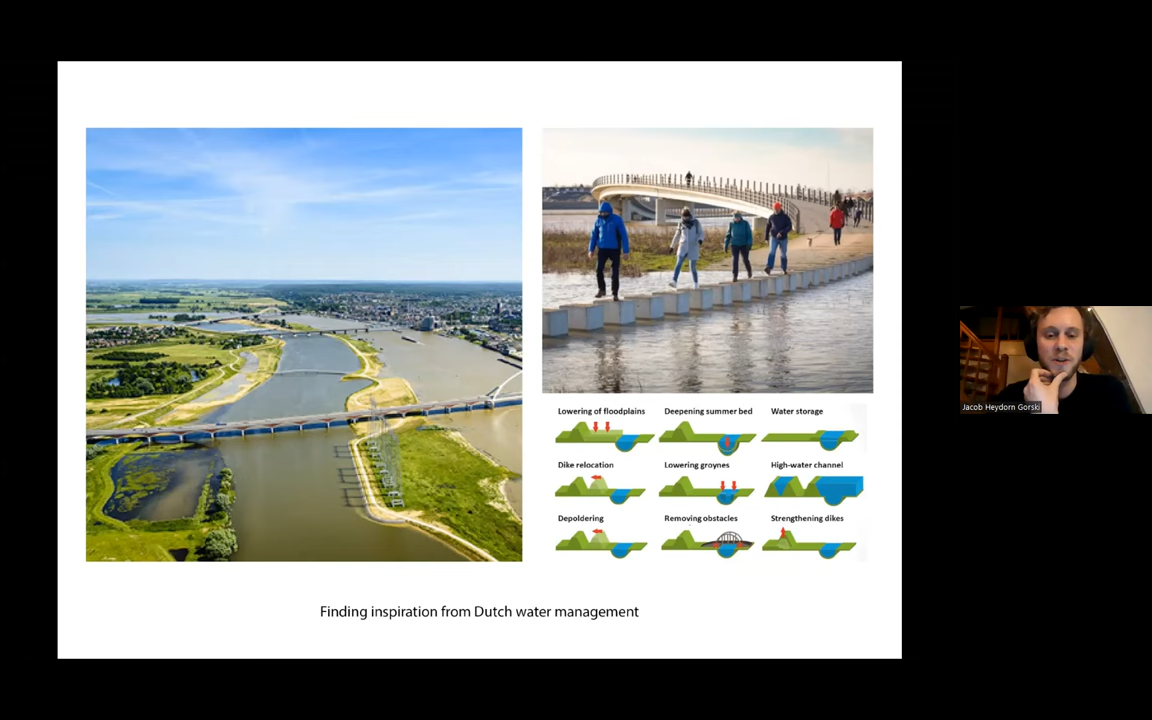 Lowering of floodplains
Deepening summer bed
Water storage
Dike relocation
Lowering groynes
High-water channel
Depoldering
Removing obstacles
Strengthening dikes
Finding inspiration from Dutch water management
Jacob Heydorn Gorski